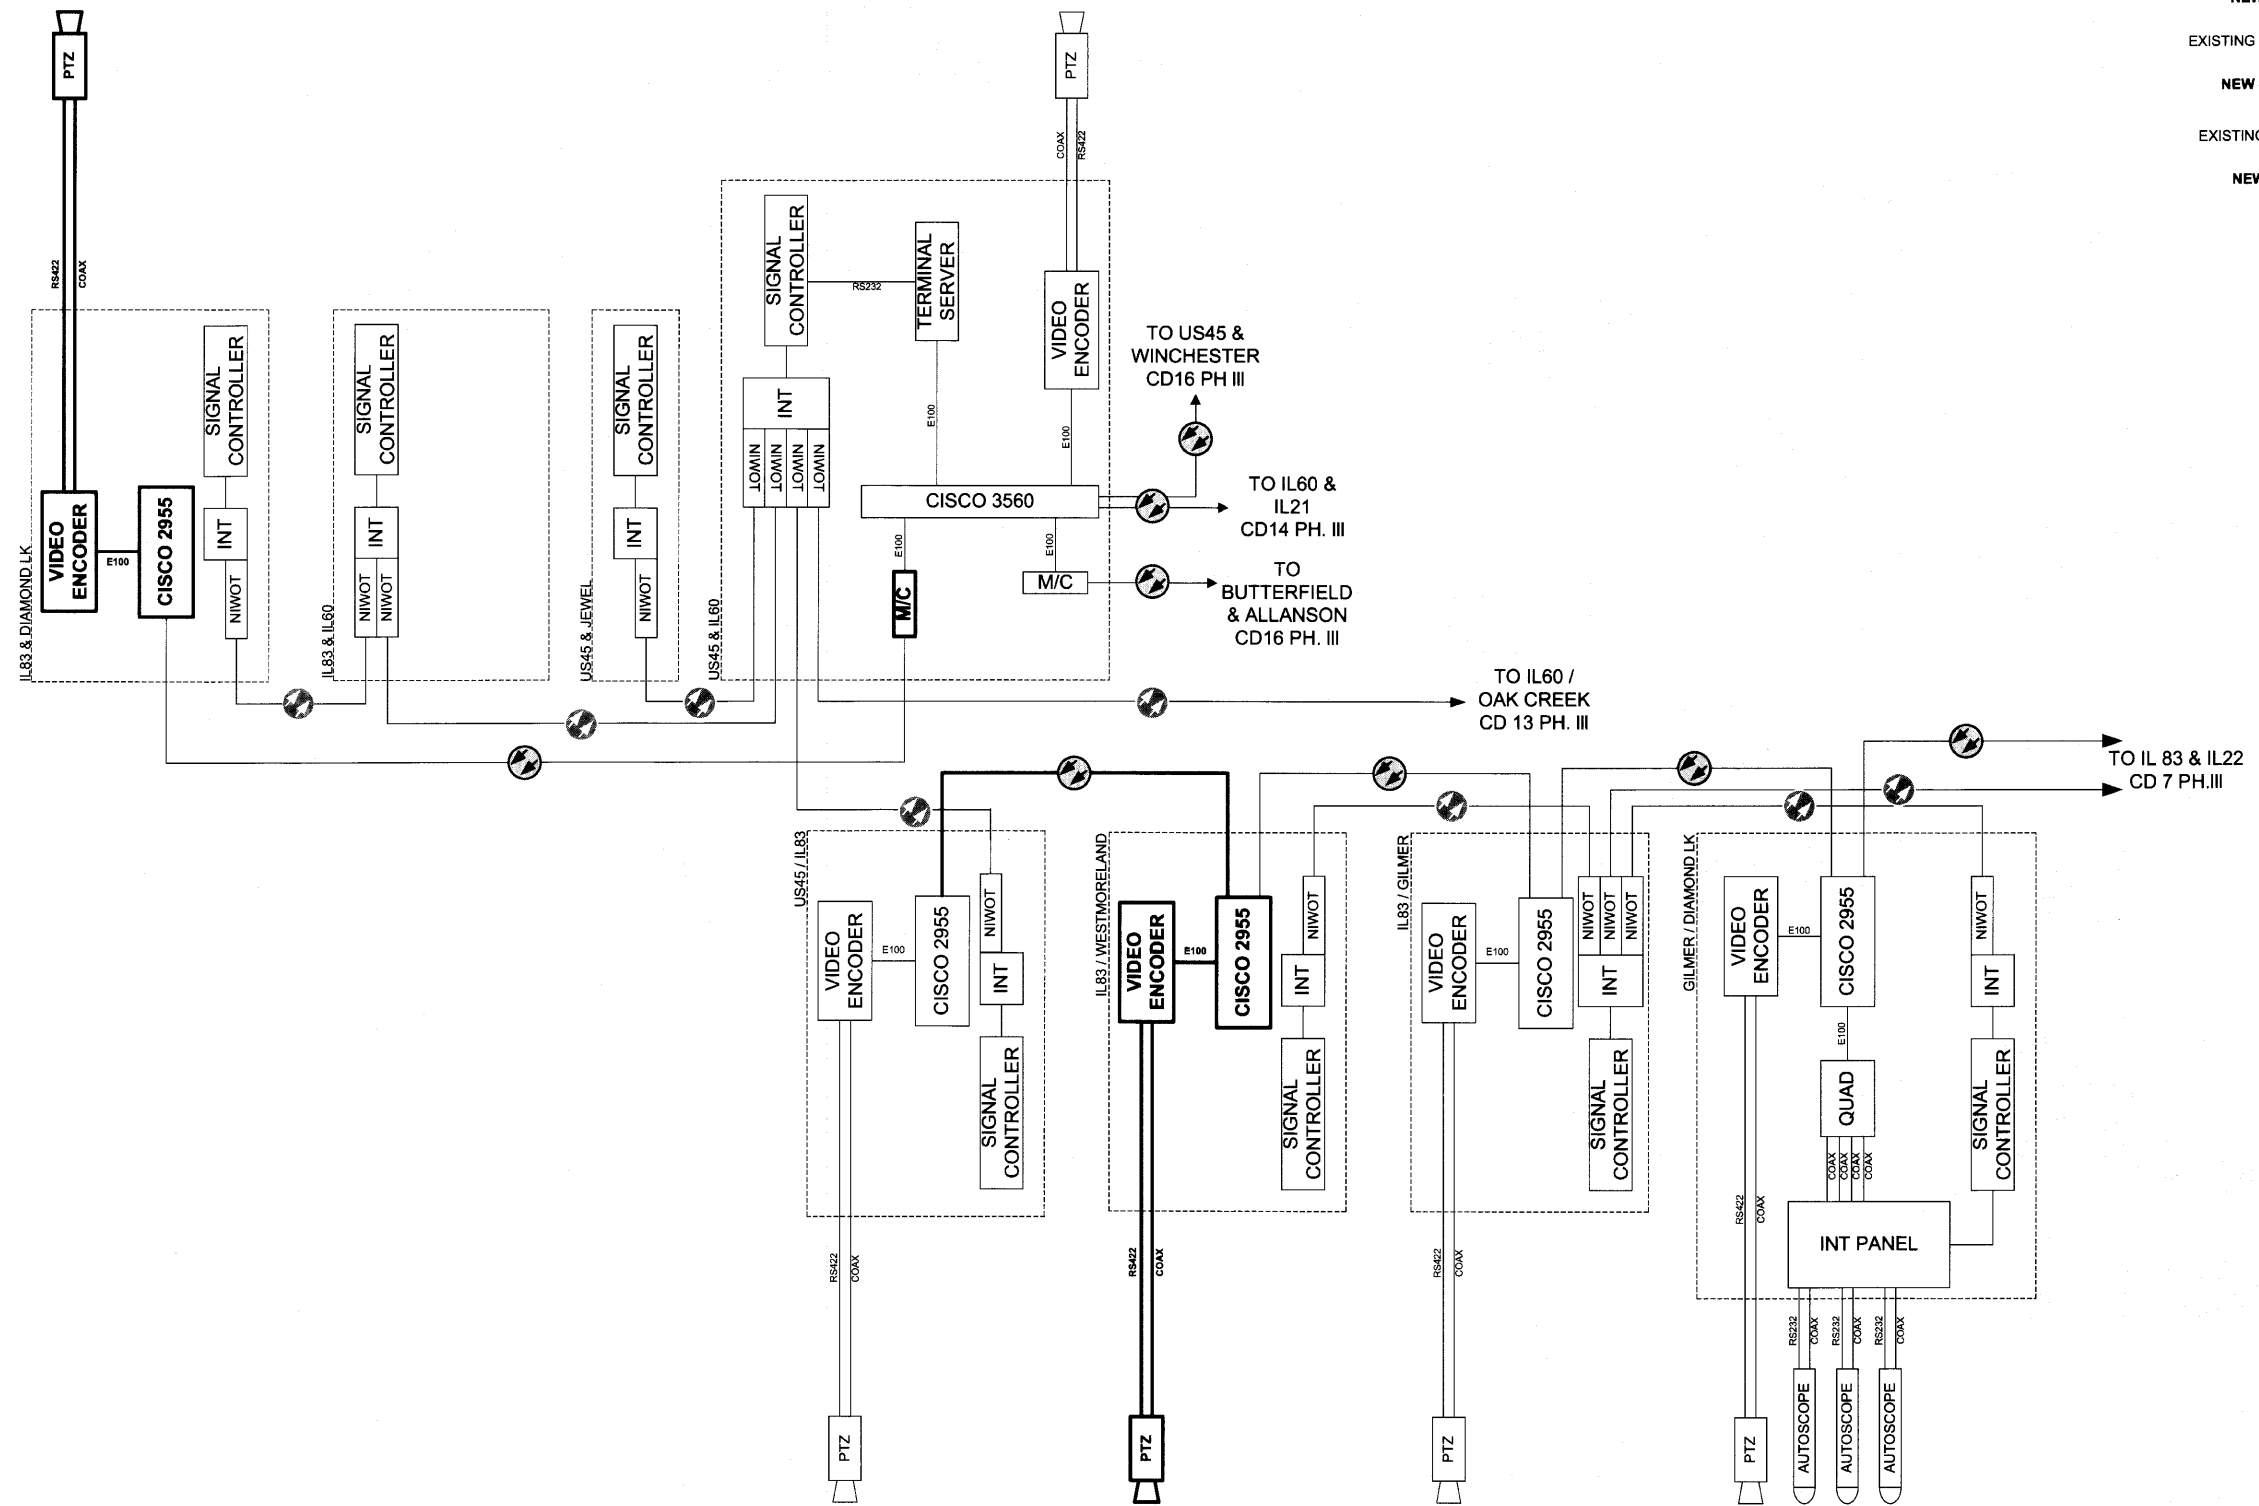 NEW
EXISTING
NEW
EXISTING
NEW
PTZ
RS422
COAX
IL83 & DIAMOND LK
VIDEO
ENCODER
E100
CISCO 2955
SIGNAL
CONTROLLER
INT
NIWOT
IL83 & IL60
SIGNAL
CONTROLLER
INT
NIWOT
NIWOT
US45 & JEWEL
SIGNAL
CONTROLLER
INT
NIWOT
PTZ
COAX
RS422
US45 & IL60
SIGNAL
CONTROLLER
RS232
TERMINAL
SERVER
VIDEO
ENCODER
INT
NIWOT
NIWOT
NIWOT
NIWOT
E100
E100
CISCO 3560
E100
E100
M/C
M/C
TO US45 &
WINCHESTER
CD16 PH III
TO IL60 &
IL21
CD14 PH. III
TO
BUTTERFIELD
& ALLANSON
CD16 PH. III
TO IL60 /
OAK CREEK
CD 13 PH. III
TO IL 83 & IL22
CD 7 PH.III
US45 / IL83
VIDEO
ENCODER
E100
CISCO 2955
NIWOT
INT
SIGNAL
CONTROLLER
RS422
COAX
PTZ
IL83 / WESTMORELAND
VIDEO
ENCODER
E100
CISCO 2955
NIWOT
INT
SIGNAL
CONTROLLER
RS422
COAX
PTZ
IL83 / GILMER
VIDEO
ENCODER
E100
CISCO 2955
NIWOT
NIWOT
NIWOT
INT
SIGNAL
CONTROLLER
RS422
COAX
PTZ
GILMER / DIAMOND LK
VIDEO
ENCODER
E100
CISCO 2955
NIWOT
INT
SIGNAL
CONTROLLER
E100
QUAD
COAX
COAX
COAX
COAX
INT PANEL
RS422
COAX
RS232
COAX
RS232
COAX
RS232
COAX
PTZ
AUTOSCOPE
AUTOSCOPE
AUTOSCOPE